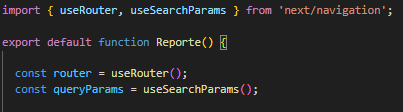 import { useRouter, useSearchParams } from 'next/navigation';
export default function Reporte() {
const router = useRouter();
const queryParams = useSearchParams();